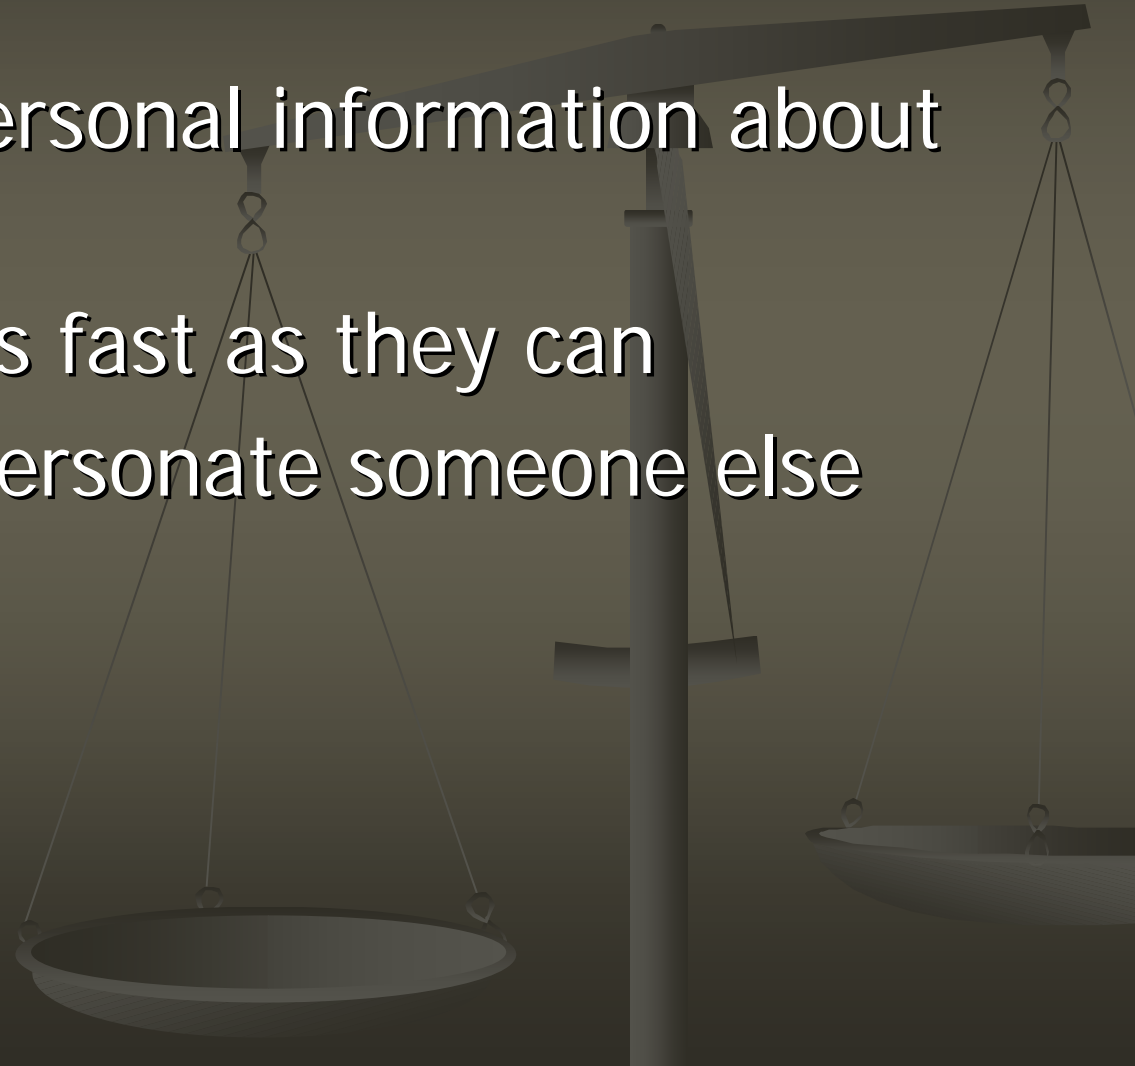 ersonal information about
s fast as they can
ersonate someone else